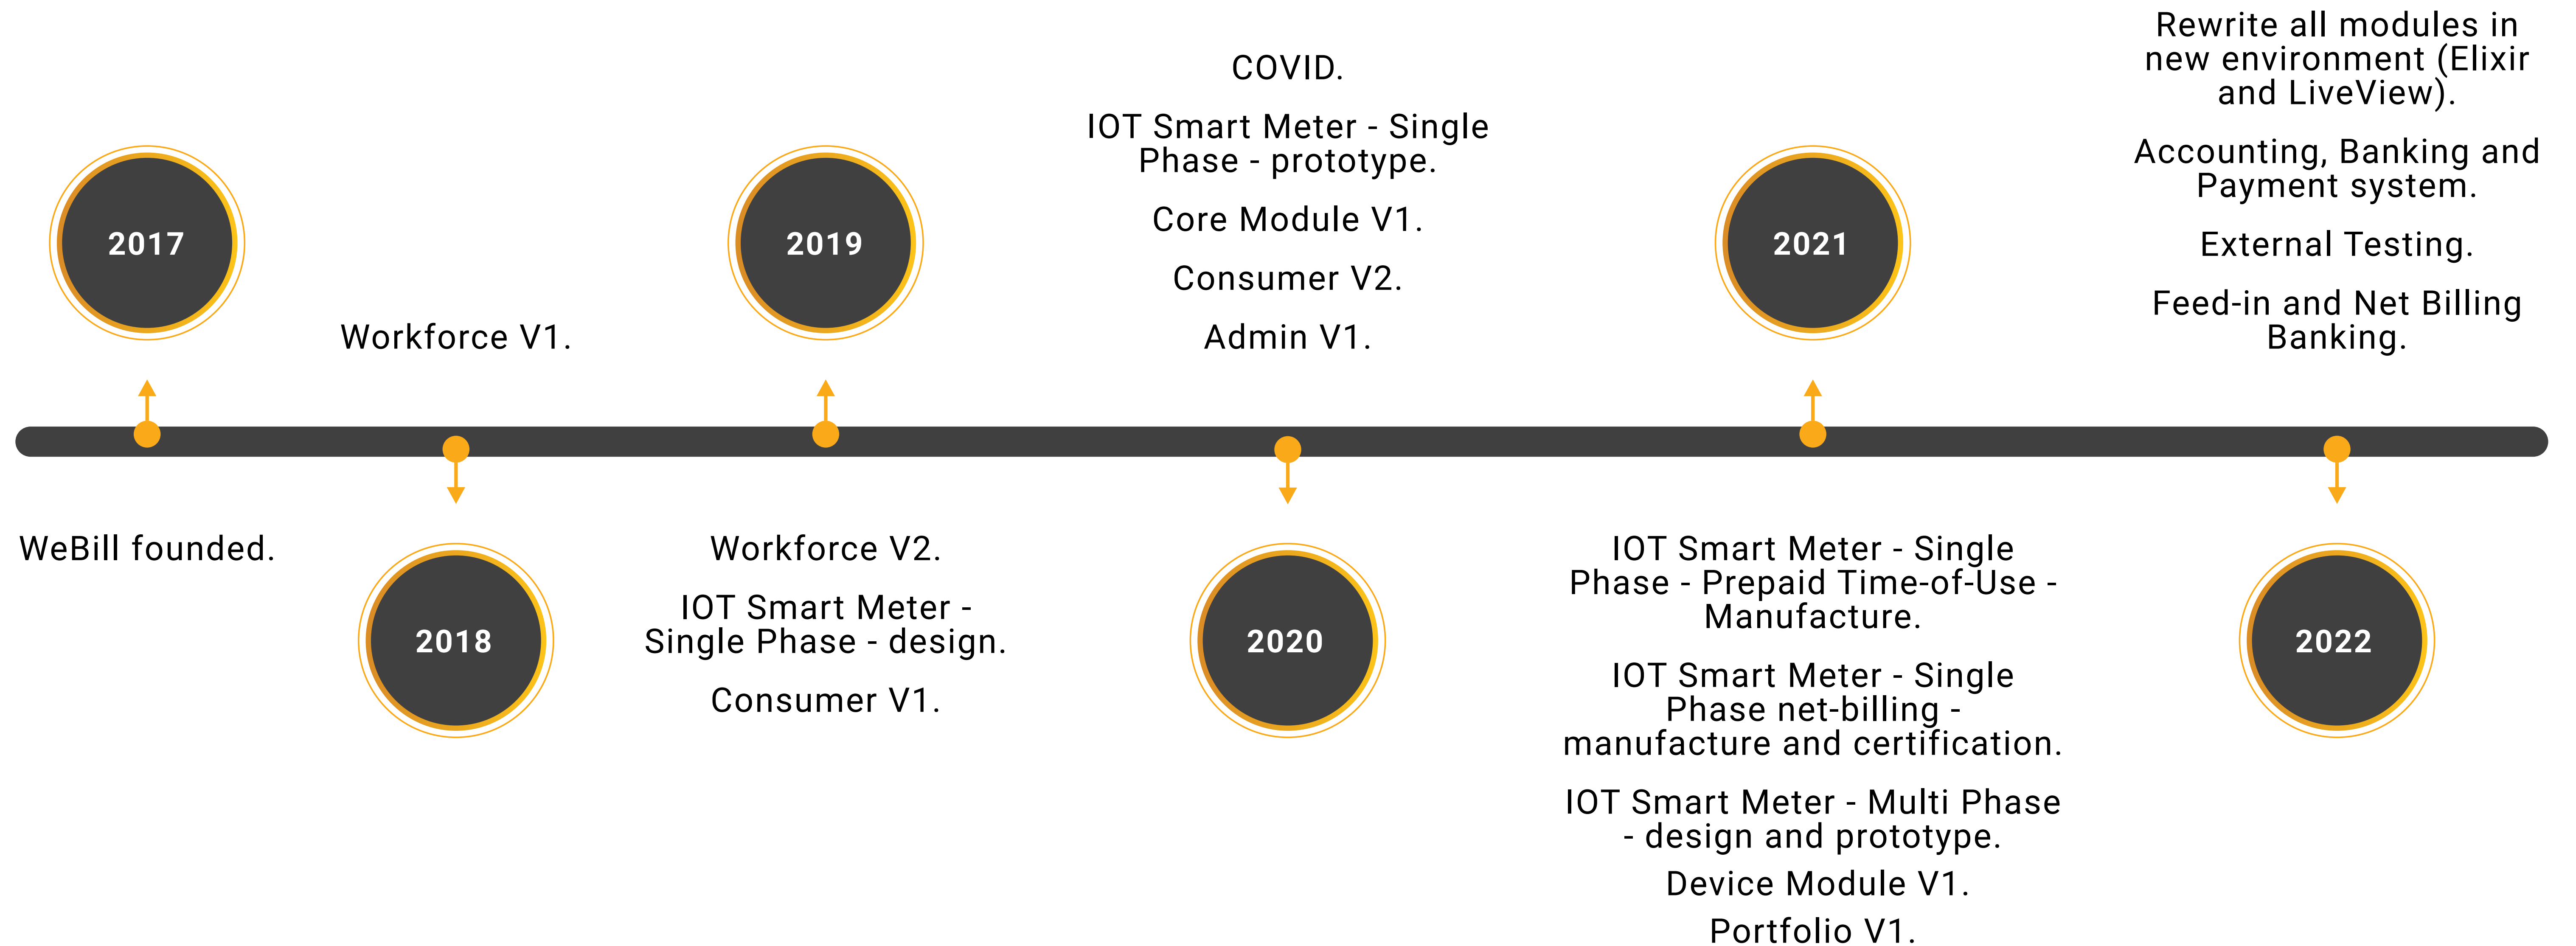 2017
WeBill founded.
Workforce V1.
2018
2019
Workforce V2.
IOT Smart Meter -
Single Phase - design.
Consumer V1.
COVID.
IOT Smart Meter - Single
Phase - prototype.
Core Module V1.
Consumer V2.
Admin V1.
2020
2021
IOT Smart Meter - Single
Phase - Prepaid Time-of-Use -
Manufacture.
IOT Smart Meter - Single
Phase net-billing -
manufacture and certification.
IOT Smart Meter - Multi Phase
- design and prototype.
Device Module V1.
Portfolio V1.
Rewrite all modules in
new environment (Elixir
and LiveView).
Accounting, Banking and
Payment system.
External Testing.
Feed-in and Net Billing
Banking.
2022